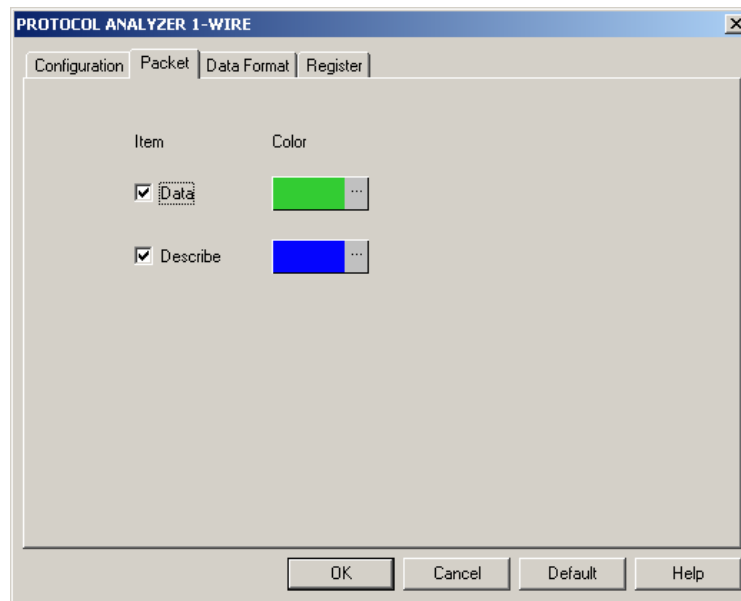 PROTOCOL ANALYZER 1-WIRE
Configuration Packet Data Format Register
Item Color
Data ...
Describe ...
OK Cancel Default Help